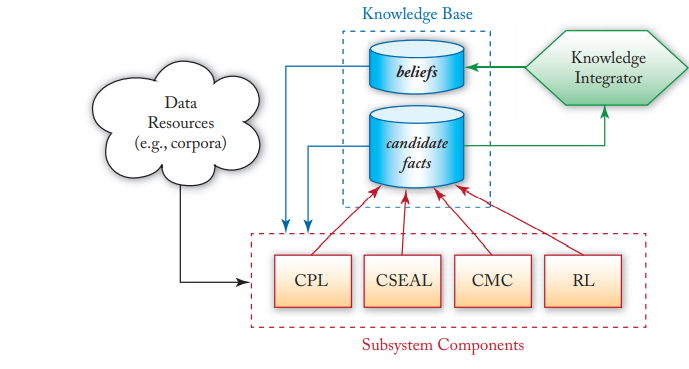 Knowledge Base
beliefs
Knowledge
Integrator
Data
Resources
(e.g., corpora)
candidate
facts
CPL
CSEAL
CMC
RL
Subsystem Components